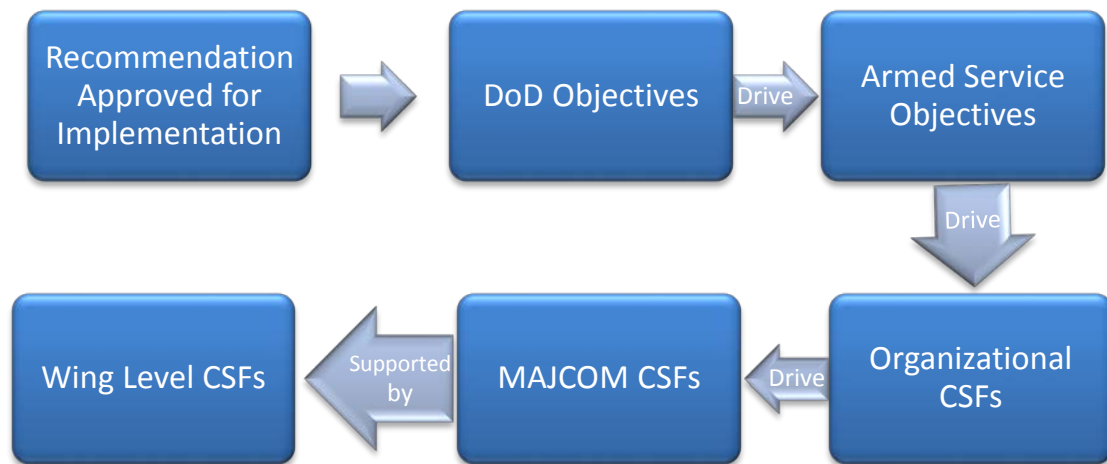 Recommendation
Approved for
Implementation
DoD Objectives
Drive
Armed Service
Objectives
Drive
Organizational
CSFs
Drive
MAJCOM CSFs
Supported
by
Wing Level CSFs